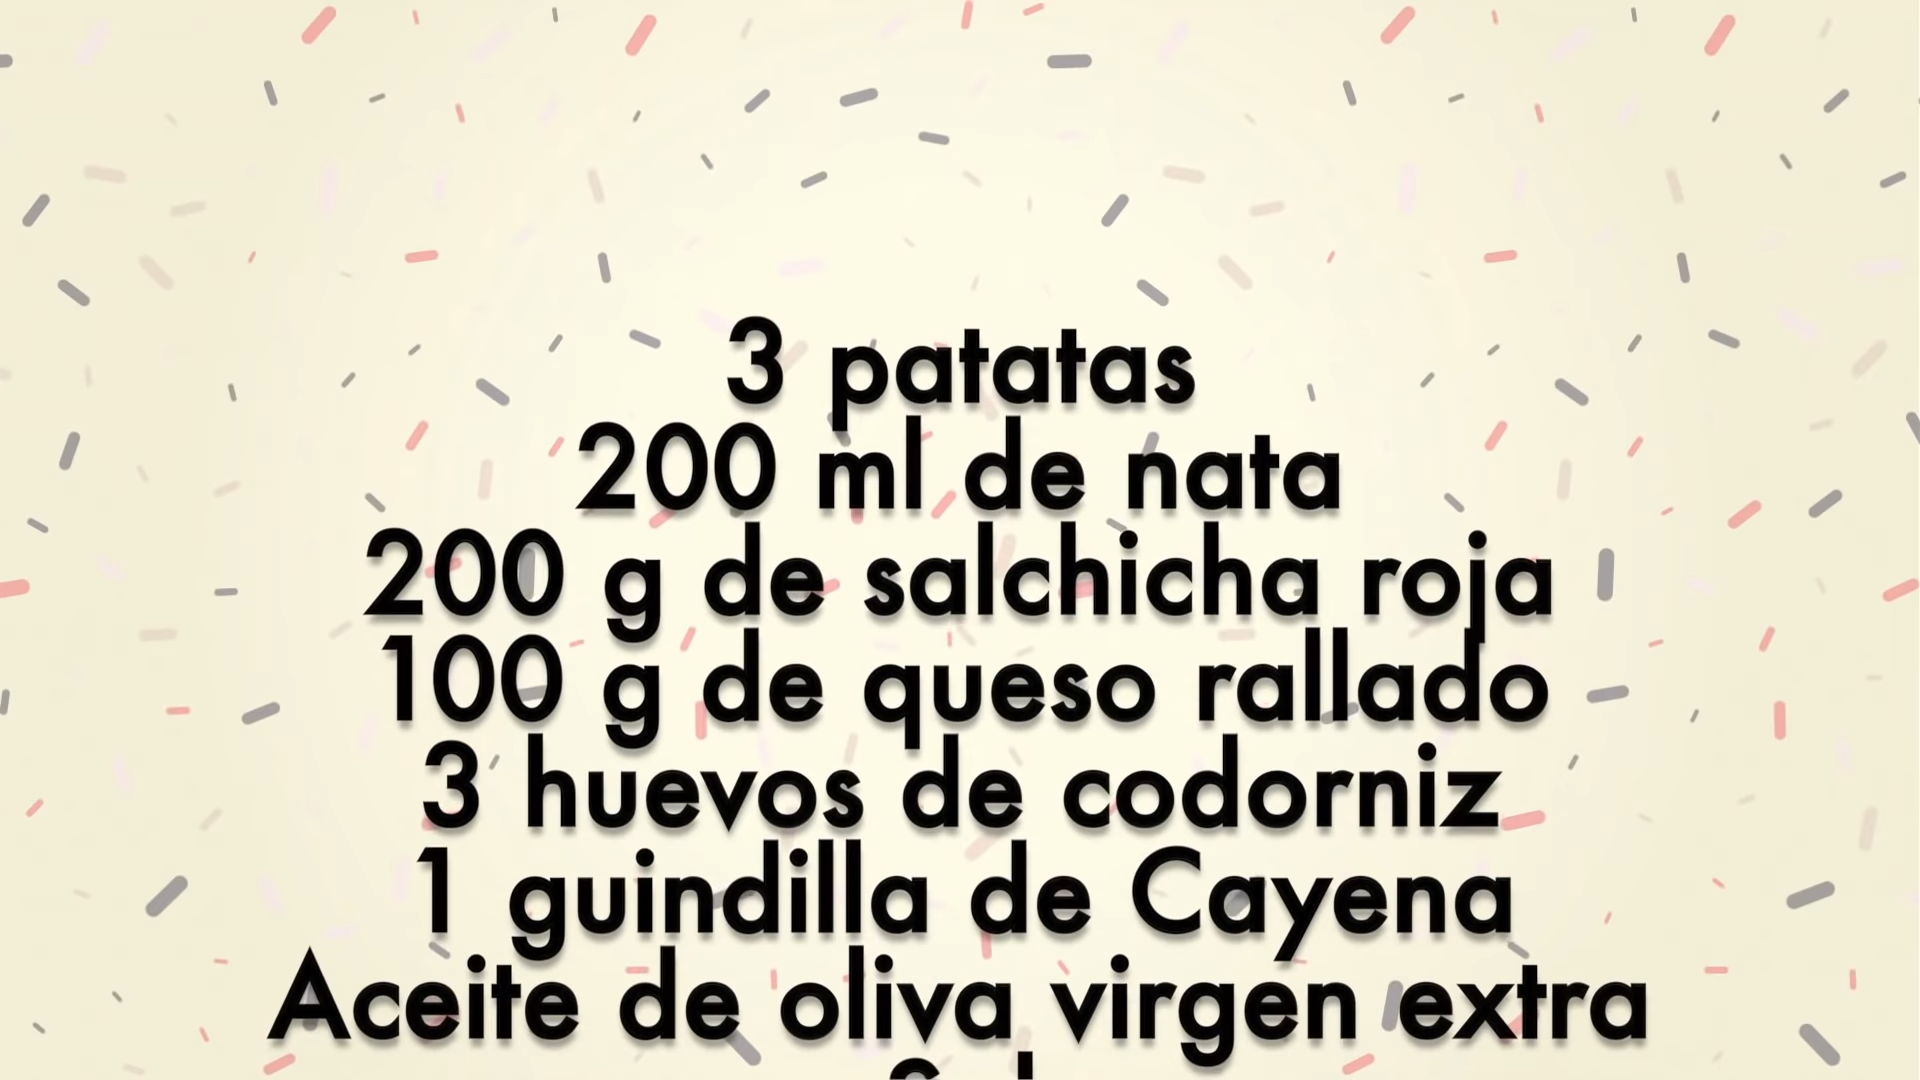 3 patatas
200 ml de nata
200 g de salchicha roja
100 g de queso rallado
3 huevos de codorniz
1 guindilla de Cayena
Aceite de oliva virgen extra